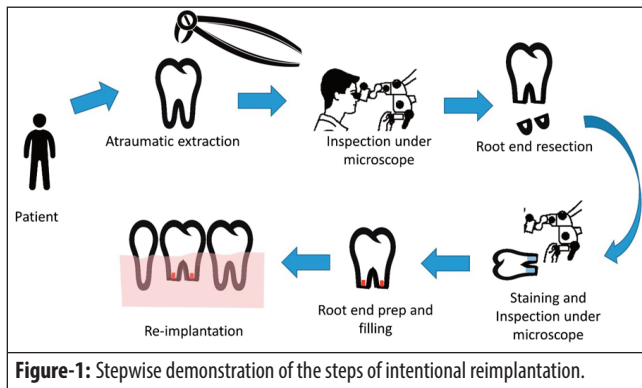 Patient
Atraumatic extraction
Inspection under
microscope
Root end resection
Staining and
Inspection under
microscope
Root end prep and
filling
Re-implantation
Figure-1: Stepwise demonstration of the steps of intentional reimplantation.